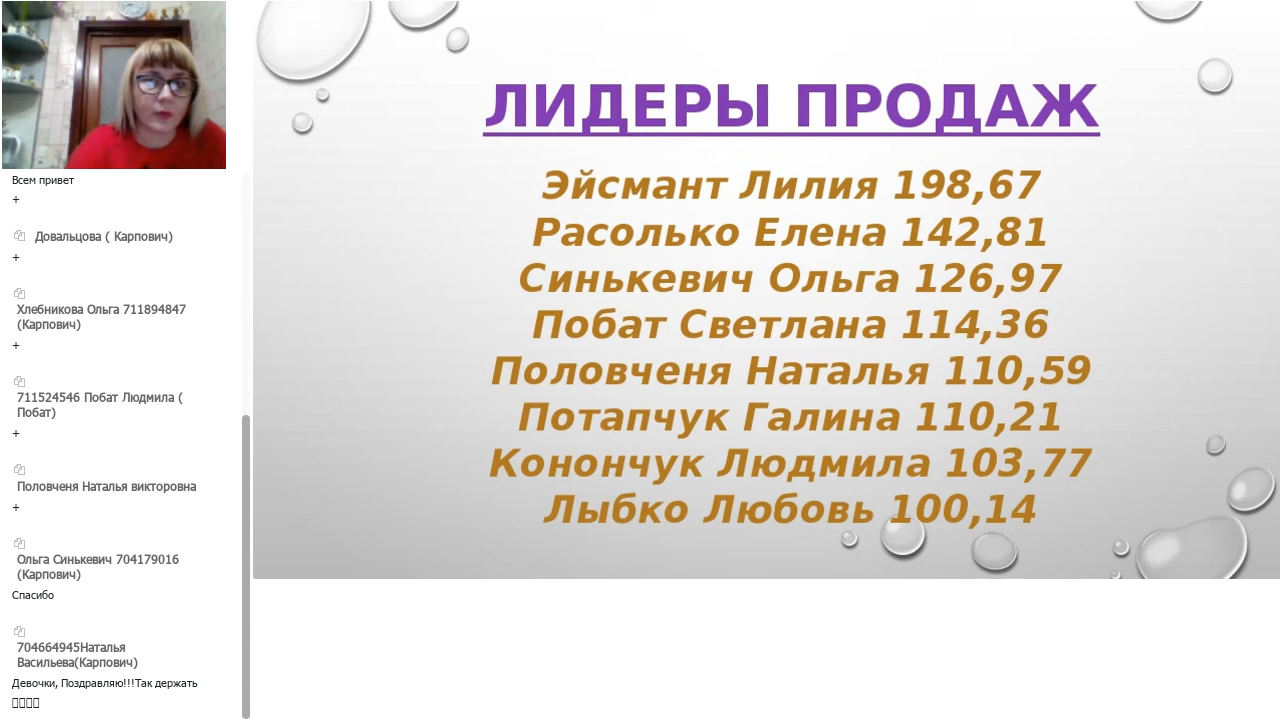 Всем привет
+
Довальцова ( Карпович)
+
Хлебникова Ольга 711894847
(Карпович)
+
711524546 Побат Людмила (
Побат)
+
Половченя Наталья викторовна
+
Ольга Синькевич 704179016
(Карпович)
Спасибо
704664945Наталья
Васильева(Карпович)
Девочки, Поздравляю!!!Так держать
ЛИДЕРЫ ПРОДАЖ
Эйсмант Лилия 198,67
Расолько Елена 142,81
Синькевич Ольга 126,97
Побат Светлана 114,36
Половченя Наталья 110,59
Потапчук Галина 110,21
Конончук Людмила 103,77
Лыбко Любовь 100,14